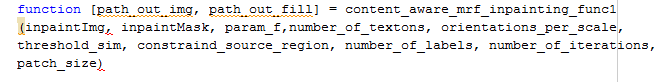 function [path_out_img, path_out_fill] = content_aware_mrf_inpainting_func1
(inpaintImg, inpaintMask, param_f,number_of_textons, orientations_per_scale,
threshold_sim, constraind_source_region, number_of_labels, number_of_iterations,
patch_size)